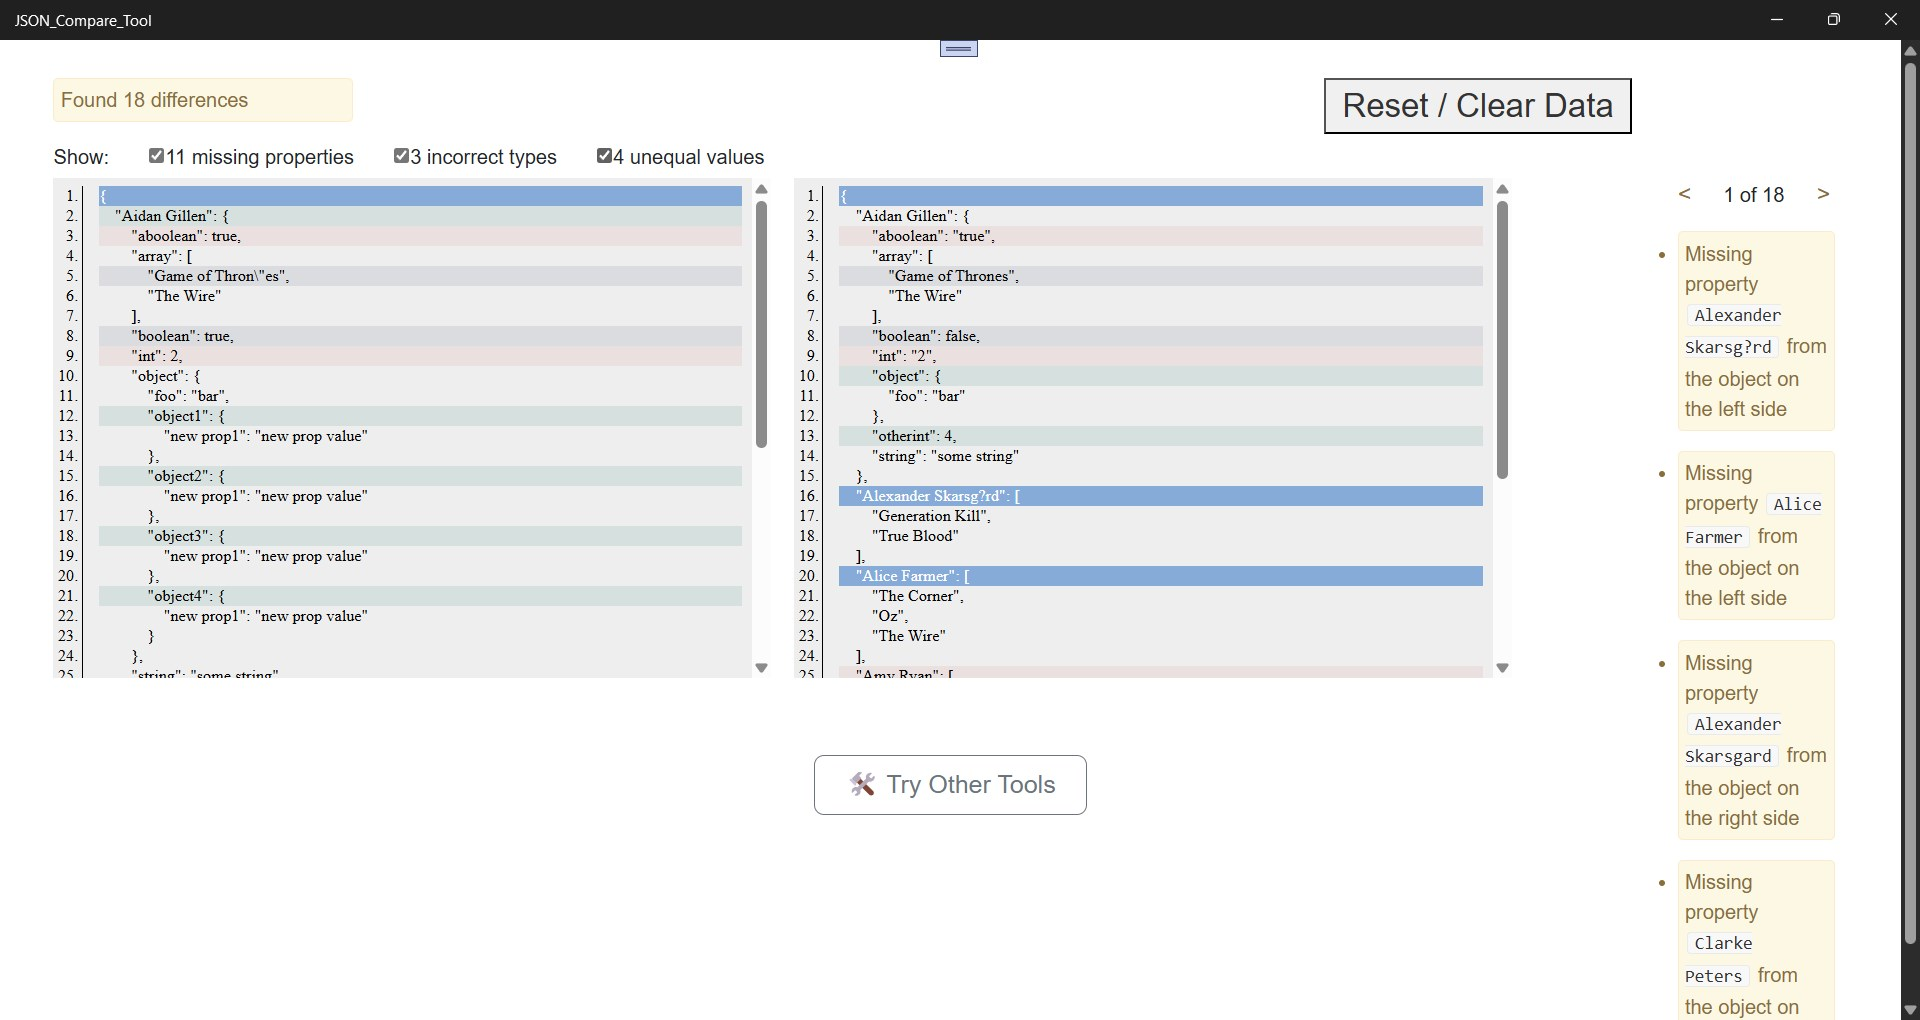 JSON_Compare_Tool
Found 18 differences
Reset / Clear Data
Show: 11 missing properties 3 incorrect types 4 unequal values
1. {
2. "Aidan Gillen": {
3. "aboolean": true,
4. "array": [
5. "Game of Thron\"es",
6. "The Wire"
7. ],
8. "boolean": true,
9. "int": 2,
10. "object": {
11. "foo": "bar",
12. "object1": {
13. "new prop1": "new prop value"
14. },
15. "object2": {
16. "new prop1": "new prop value"
17. },
18. "object3": {
19. "new prop1": "new prop value"
20. },
21. "object4": {
22. "new prop1": "new prop value"
23. }
24. },
25. "string": "some string"
1. {
2. "Aidan Gillen": {
3. "aboolean": "true",
4. "array": [
5. "Game of Thrones",
6. "The Wire"
7. ],
8. "boolean": false,
9. "int": "2",
10. "object": {
11. "foo": "bar"
12. },
13. "otherint": 4,
14. "string": "some string"
15. },
16. "Alexander Skarsg?rd": [
17. "Generation Kill",
18. "True Blood"
19. ],
20. "Alice Farmer": [
21. "The Corner",
22. "Oz",
23. "The Wire"
24. ],
25. "Amy Ryan": [
< 1 of 18 >
• Missing
property
Alexander
Skarsg?rd from
the object on
the left side
• Missing
property Alice
Farmer from
the object on
the left side
• Missing
property
Alexander
Skarsgard from
the object on
the right side
• Missing
property
Clarke
Peters from
the object on
Try Other Tools